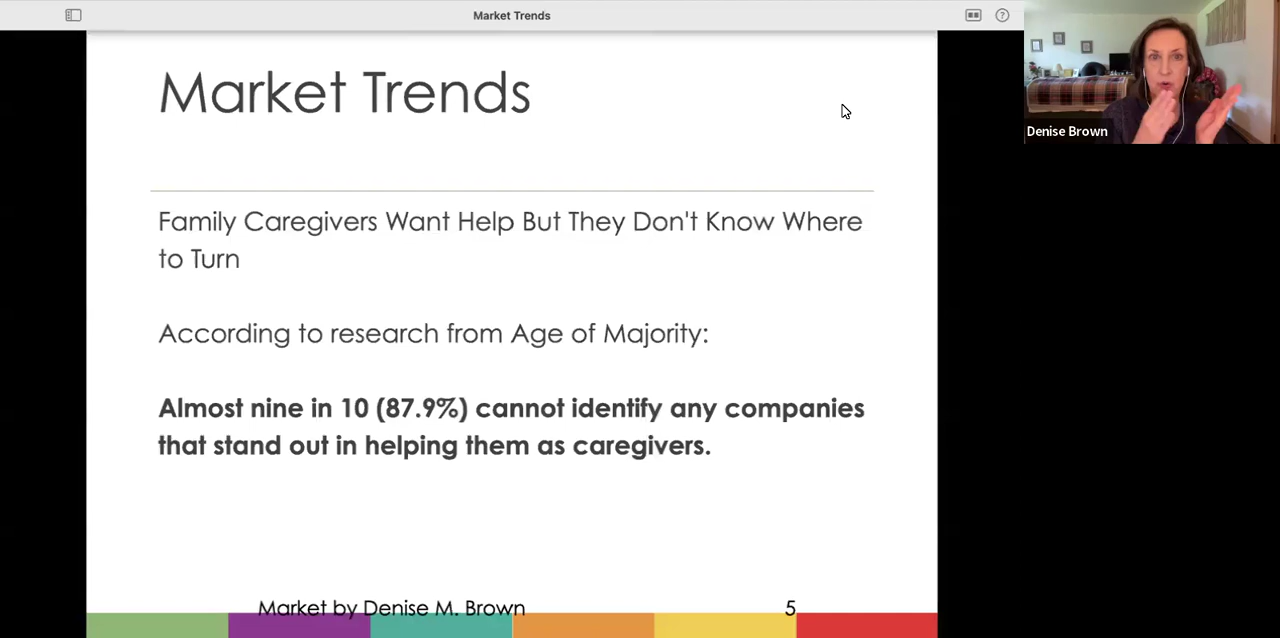 Market Trends
Denise Brown
Market Trends
Family Caregivers Want Help But They Don't Know Where
to Turn
According to research from Age of Majority:
Almost nine in 10 (87.9%) cannot identify any companies
that stand out in helping them as caregivers.
Market by Denise M. Brown
5